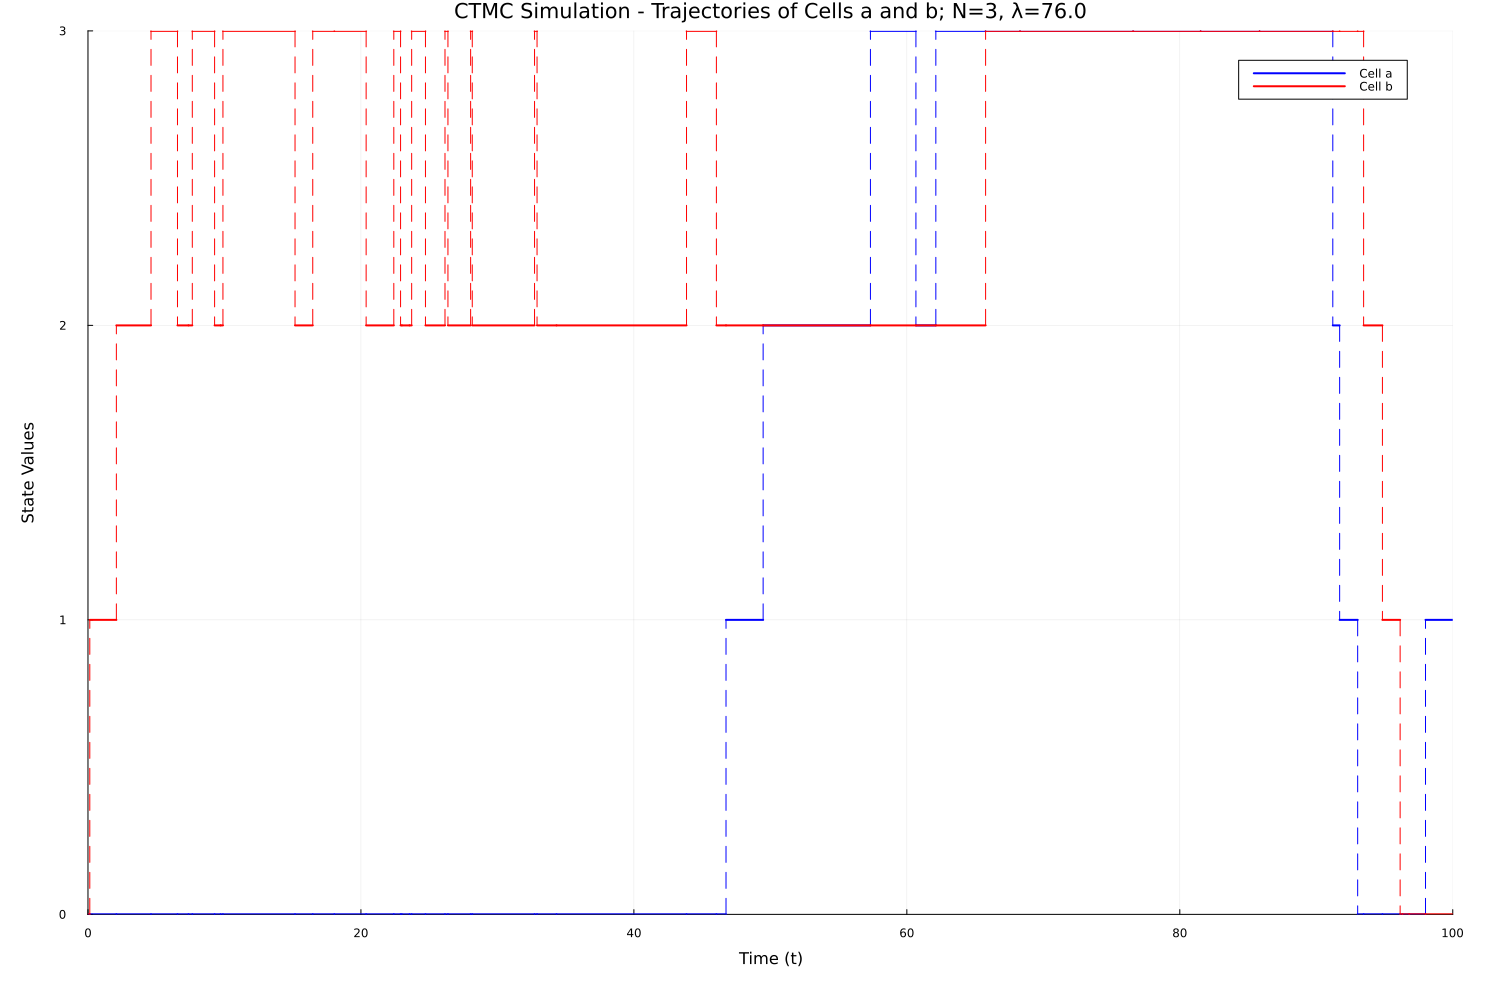 CTMC Simulation - Trajectories of Cells a and b; N=3, λ=76.0
3
Cell a
Cell b
2
State Values
1
0
0 20 40 60 80 100
Time (t)